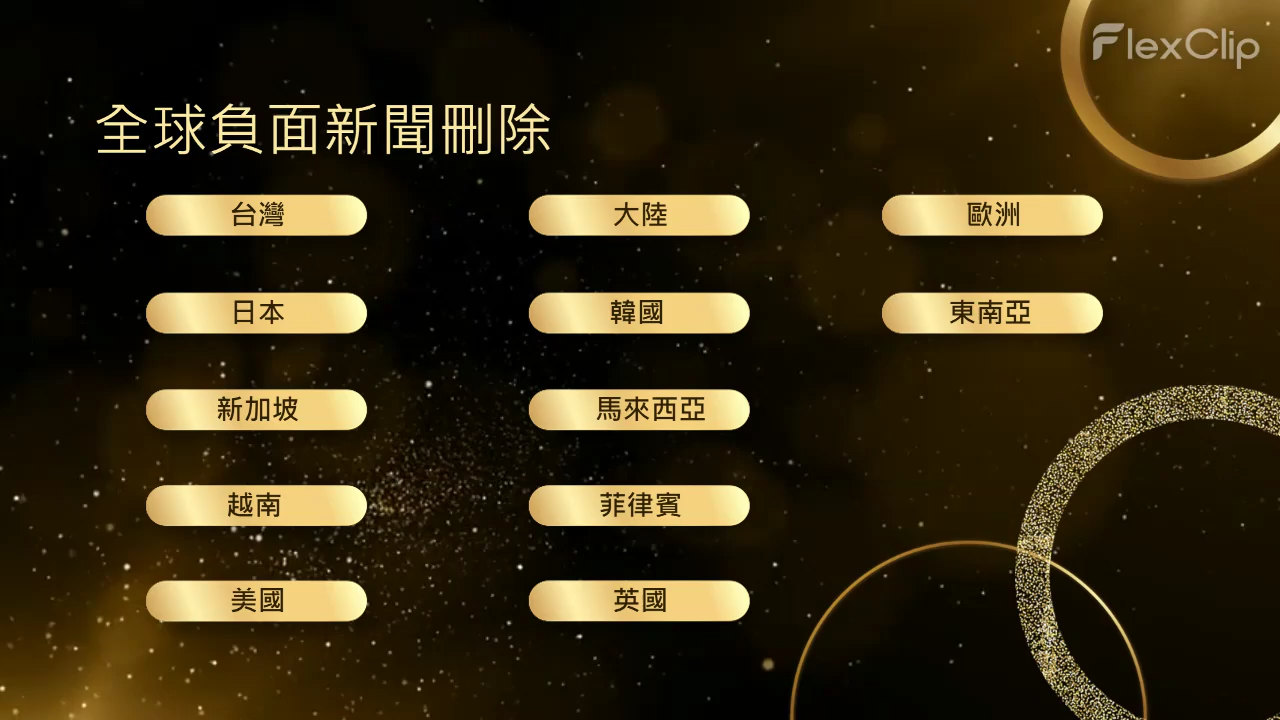 FlexClip
全球負面新聞刪除
台灣
大陸
歐洲
日本
韓國
東南亞
新加坡
馬來西亞
越南
菲律賓
美國
英國